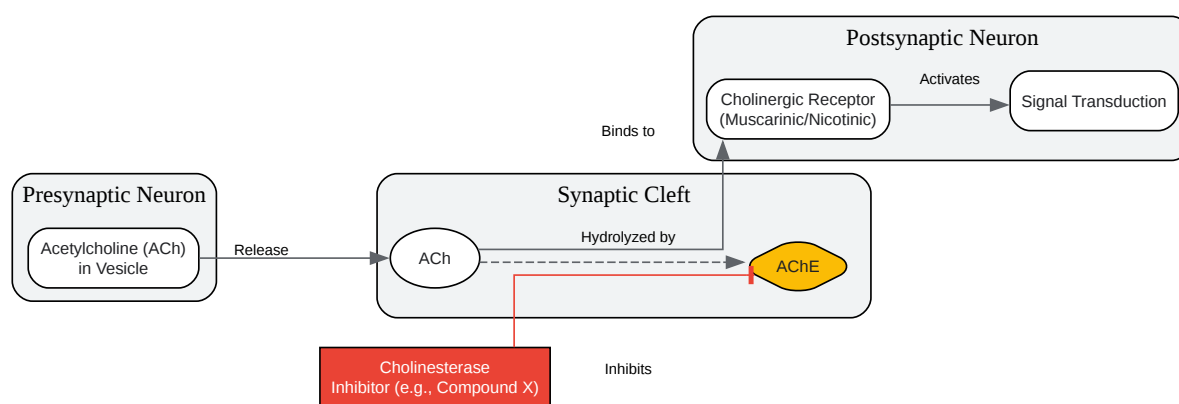 Postsynaptic Neuron
Cholinergic Receptor
(Muscarinic/Nicotinic)
Activates
Signal Transduction
Binds to
Presynaptic Neuron
Acetylcholine (ACh)
in Vesicle
Release
Synaptic Cleft
ACh
Hydrolyzed by
AChE
Cholinesterase
Inhibitor (e.g., Compound X)
Inhibits